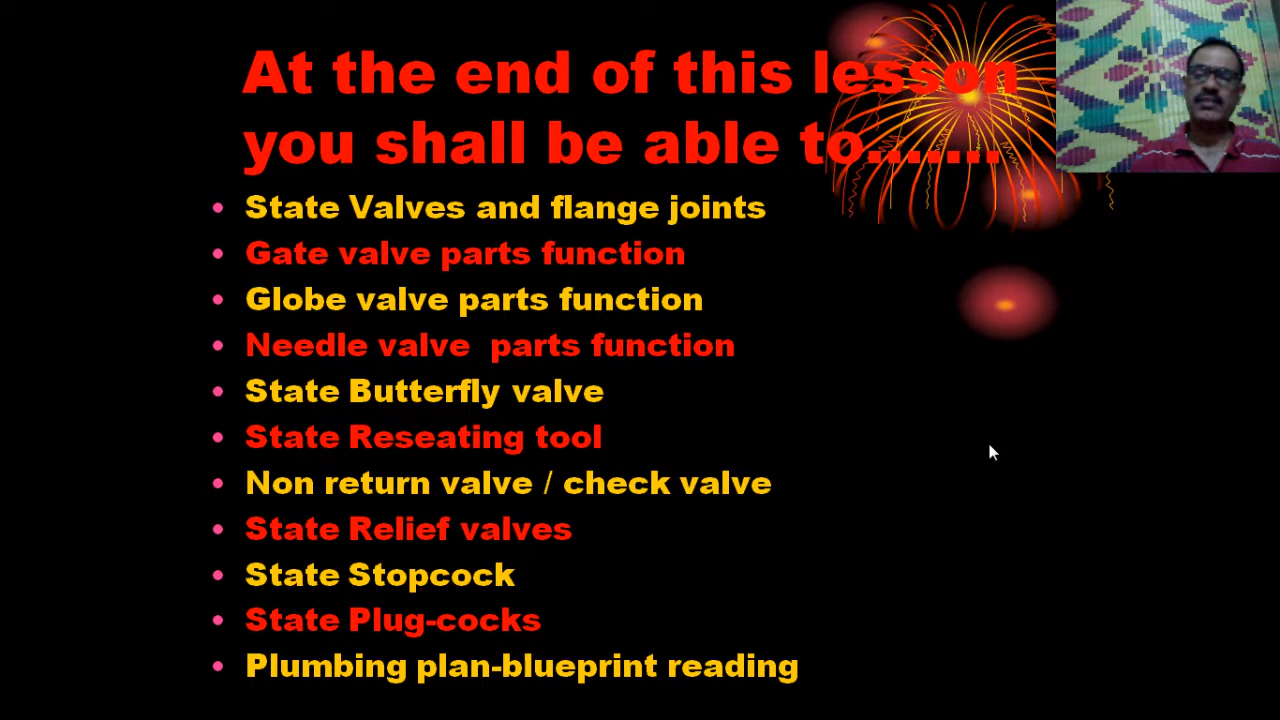 At the end of this lesson
you shall be able to.......
• State Valves and flange joints
• Gate valve parts function
• Globe valve parts function
• Needle valve  parts function
• State Butterfly valve
• State Reseating tool
• Non return valve / check valve
• State Relief valves
• State Stopcock
• State Plug-cocks
• Plumbing plan-blueprint reading